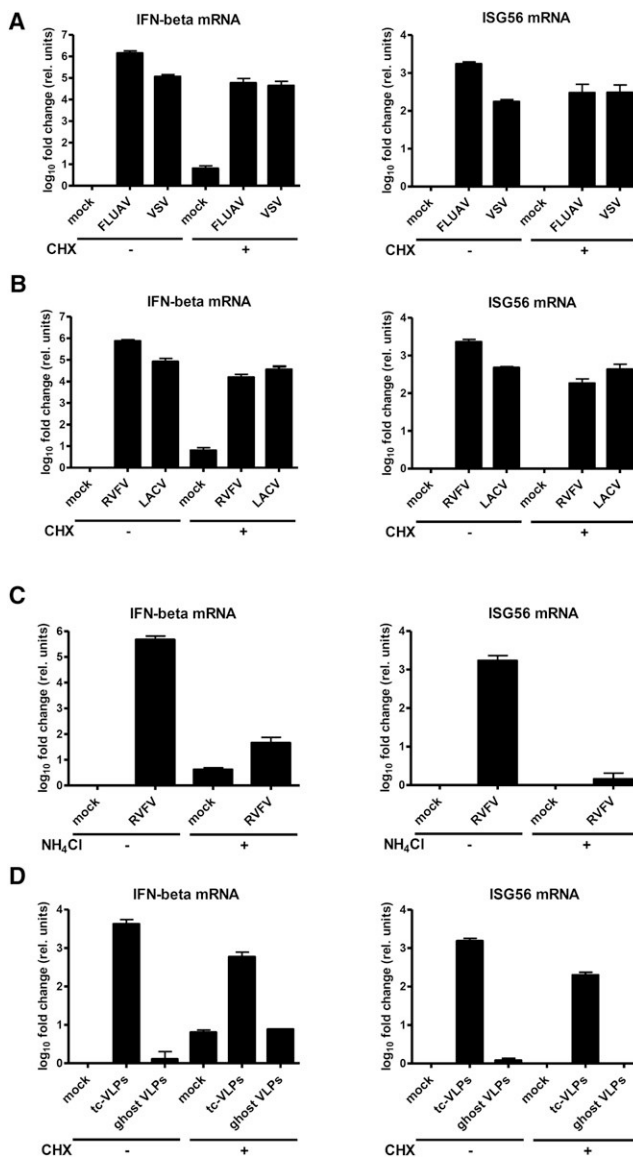 A
IFN-beta mRNA
log10 fold change (rel. units)
7
6
5
4
3
2
1
0
mock
FLUAV
VSV
mock
FLUAV
VSV
CHX
-
+
ISG56 mRNA
log10 fold change (rel. units)
4
3
2
1
0
mock
FLUAV
VSV
mock
FLUAV
VSV
CHX
-
+
B
IFN-beta mRNA
log10 fold change (rel. units)
7
6
5
4
3
2
1
0
mock
RVFV
LACV
mock
RVFV
LACV
CHX
-
+
ISG56 mRNA
log10 fold change (rel. units)
4
3
2
1
0
mock
RVFV
LACV
mock
RVFV
LACV
CHX
-
+
C
IFN-beta mRNA
log10 fold change (rel. units)
6
5
4
3
2
1
0
mock
RVFV
mock
RVFV
NH4Cl
-
+
ISG56 mRNA
log10 fold change (rel. units)
4
3
2
1
0
mock
RVFV
mock
RVFV
NH4Cl
-
+
D
IFN-beta mRNA
log10 fold change (rel. units)
4
3
2
1
0
mock
tc-VLPs
ghost VLPs
mock
tc-VLPs
ghost VLPs
CHX
-
+
ISG56 mRNA
log10 fold change (rel. units)
4
3
2
1
0
mock
tc-VLPs
ghost VLPs
mock
tc-VLPs
ghost VLPs
CHX
-
+